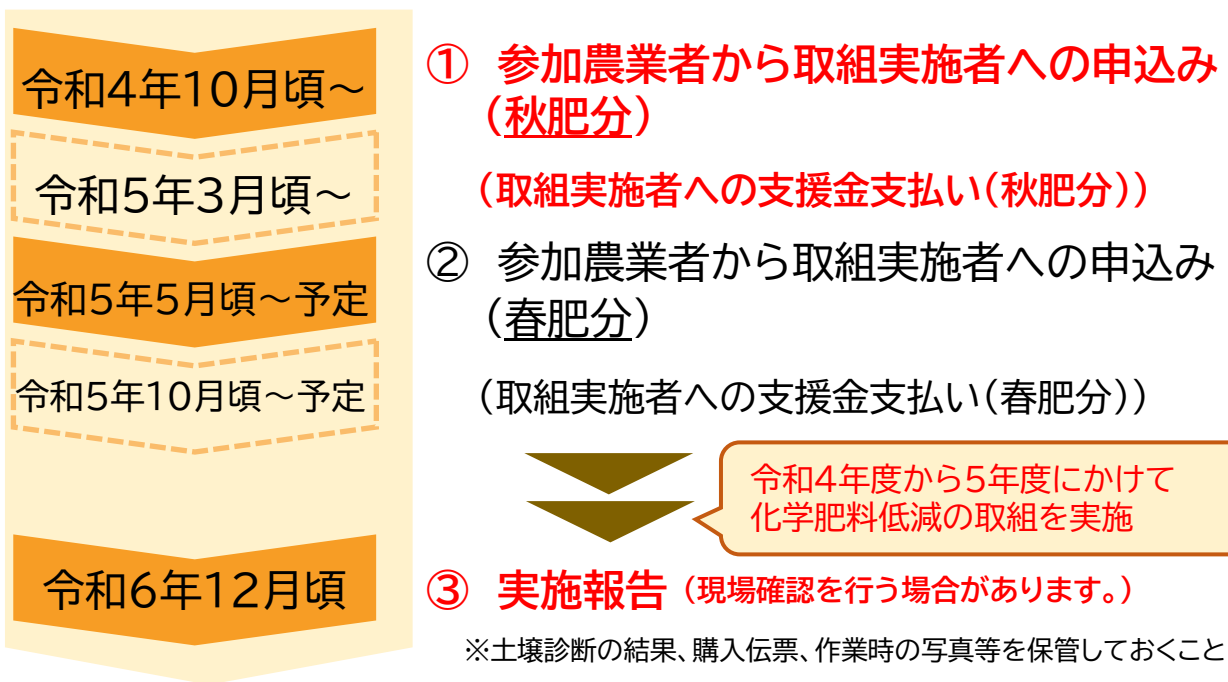 令和4年10月頃～
① 参加農業者から取組実施者への申込み
（秋肥分）
令和5年3月頃～
（取組実施者への支援金支払い（秋肥分））
令和5年5月頃～予定
② 参加農業者から取組実施者への申込み
（春肥分）
令和5年10月頃～予定
（取組実施者への支援金支払い（春肥分））
令和4年度から5年度にかけて
化学肥料低減の取組を実施
令和6年12月頃
③ 実施報告（現場確認を行う場合があります。）
※土壌診断の結果、購入伝票、作業時の写真等を保管しておくこと